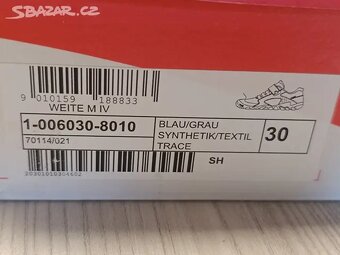 SBAZAR.CZ
9 010159 188833
WEITE M IV
1-006030-8010
70114/021
BLAU/GRAU
SYNTHETIK/TEXTIL
TRACE
30
SH
20301010304602